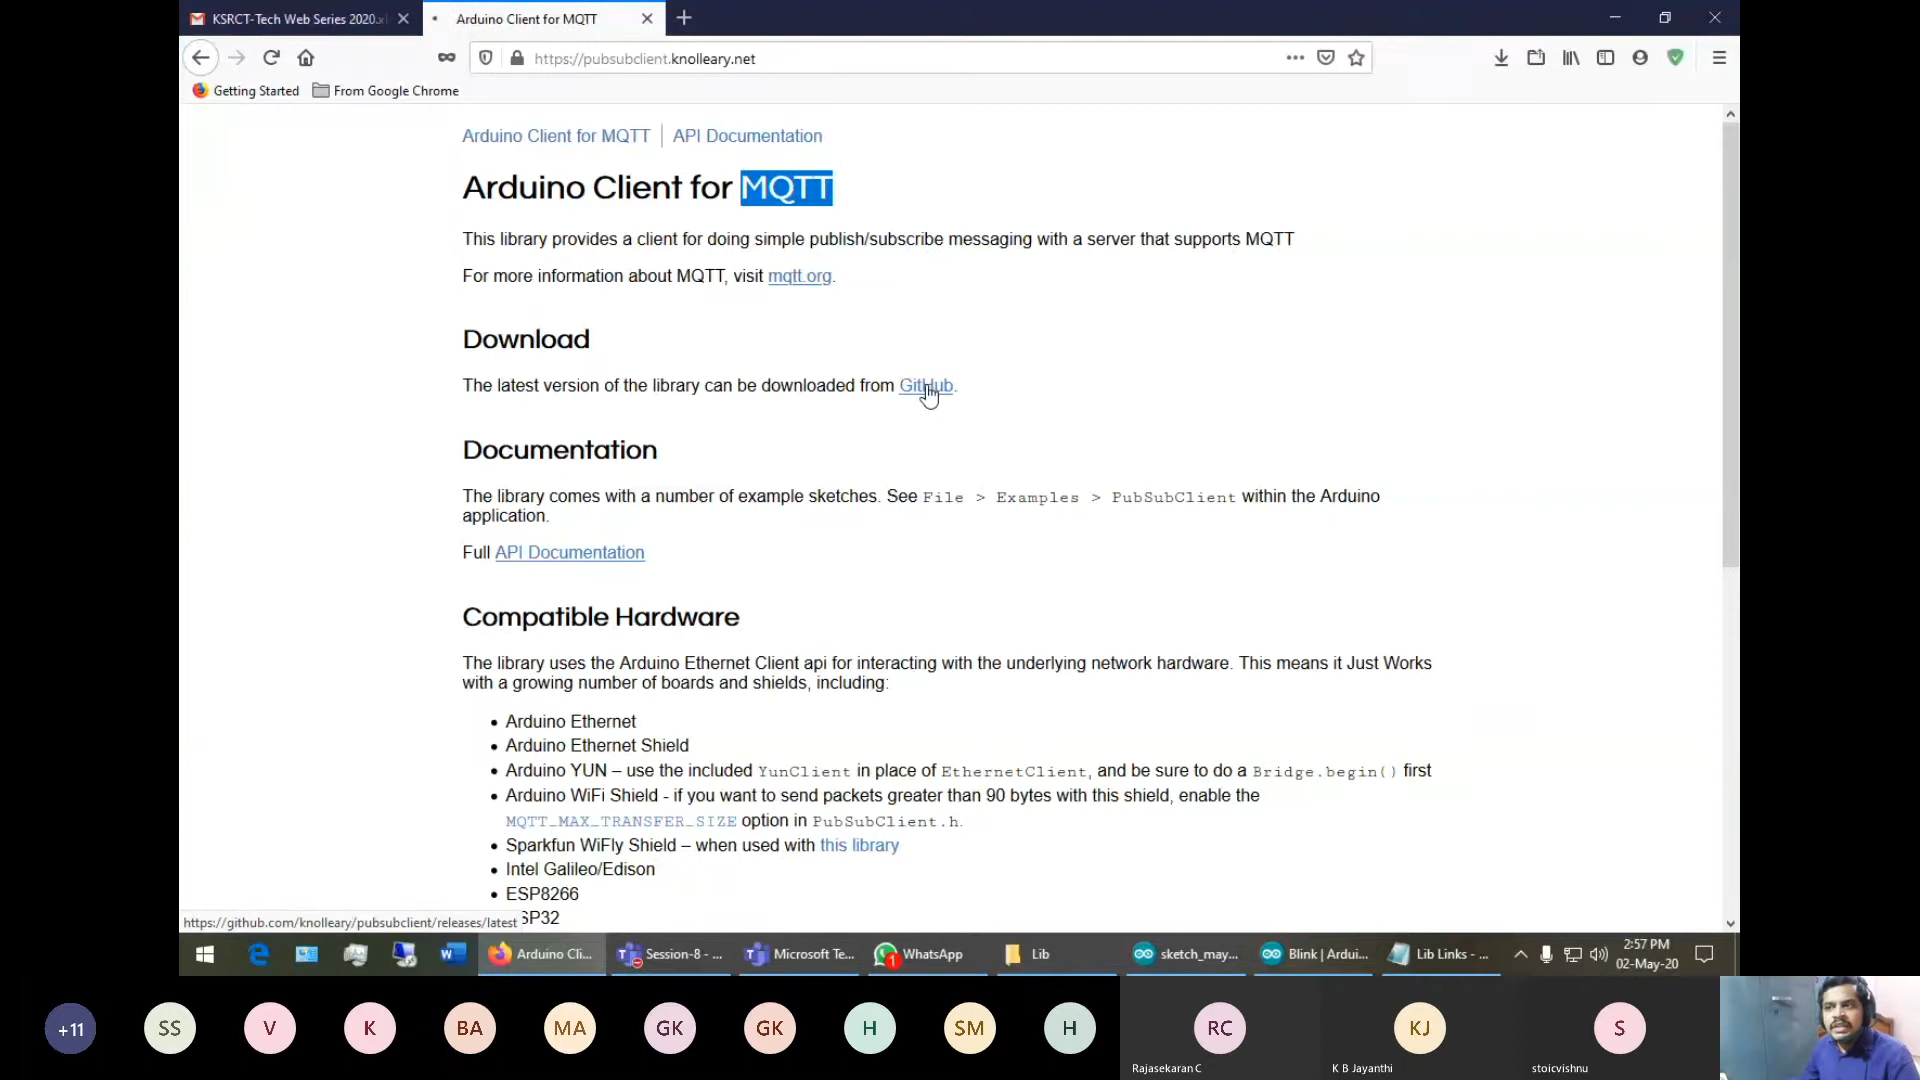 KSRCT-Tech Web Series 2020.x
Arduino Client for MQTT
https://pubsubclient.knolleary.net
Getting Started
From Google Chrome
Arduino Client for MQTT
API Documentation
Arduino Client for MQTT
This library provides a client for doing simple publish/subscribe messaging with a server that supports MQTT
For more information about MQTT, visit mqtt.org.
Download
The latest version of the library can be downloaded from GitHub.
Documentation
The library comes with a number of example sketches. See File > Examples > PubSubClient within the Arduino
application.
Full API Documentation
Compatible Hardware
The library uses the Arduino Ethernet Client api for interacting with the underlying network hardware. This means it Just Works
with a growing number of boards and shields, including:
• Arduino Ethernet
• Arduino Ethernet Shield
• Arduino YUN – use the included YunClient in place of EthernetClient, and be sure to do a Bridge.begin() first
• Arduino WiFi Shield - if you want to send packets greater than 90 bytes with this shield, enable the
MQTT_MAX_TRANSFER_SIZE option in PubSubClient.h.
• Sparkfun WiFly Shield – when used with this library
• Intel Galileo/Edison
• ESP8266
SP32
https://github.com/knolleary/pubsubclient/releases/latest
Arduino Cli...
Session-8 - ...
Microsoft Te...
1
WhatsApp
Lib
sketch_may...
Blink | Ardui...
Lib Links - ...
2:57 PM
02-May-20
+11
SS
V
K
BA
MA
GK
GK
H
SM
H
RC
Rajasekaran C
KJ
K B Jayanthi
S
stoicvishnu